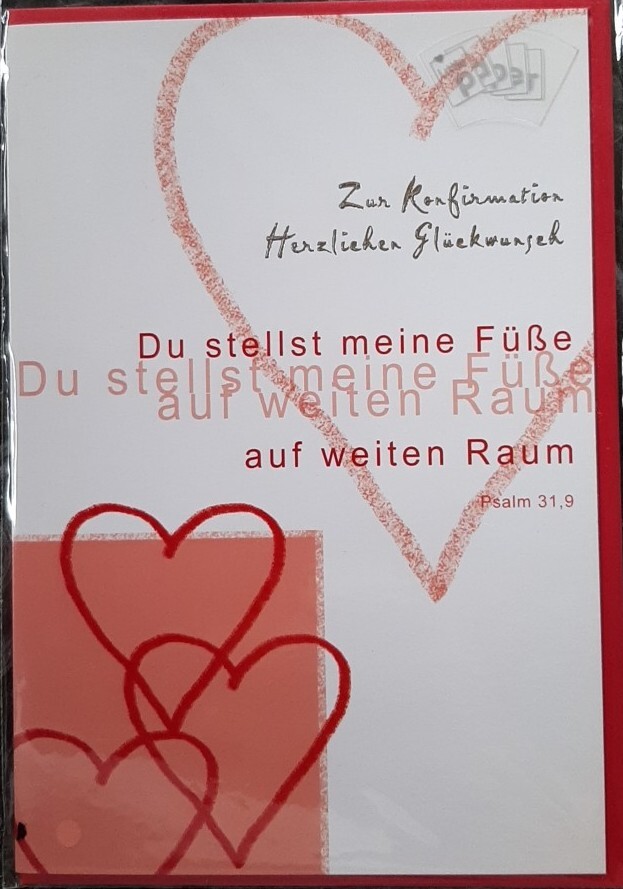 paper
Zur Konfirmation
Herzlichen Glückwunsch
Du stellst meine Füße
Du stellst meine Füße
auf weiten Raum
auf weiten Raum
Psalm 31,9